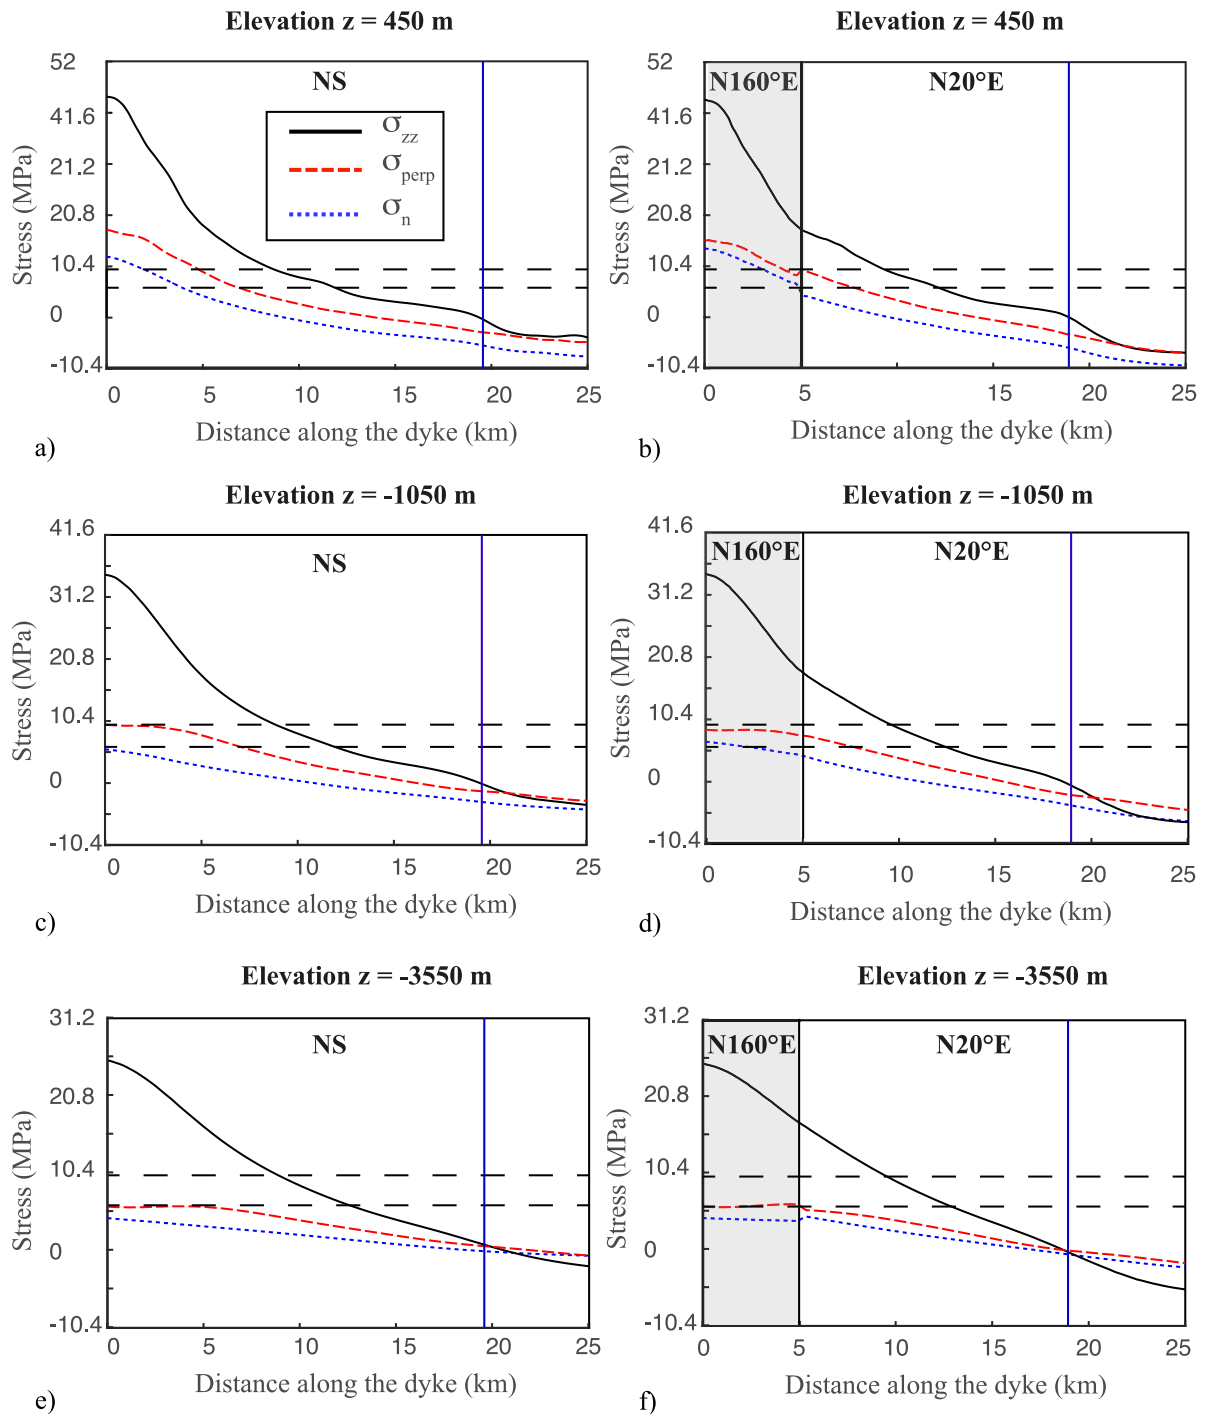 Elevation z = 450 m
52
41.6
21.2
20.8
10.4
0
-10.4
Stress (MPa)
NS
σzz
σperp
σn
0 5 10 15 20 25
Distance along the dyke (km)
a)
Elevation z = 450 m
52
41.6
21.2
20.8
10.4
0
-10.4
Stress (MPa)
N160°E N20°E
0 5 10 15 20 25
Distance along the dyke (km)
b)
Elevation z = -1050 m
41.6
31.2
20.8
10.4
0
-10.4
Stress (MPa)
NS
0 5 10 15 20 25
Distance along the dyke (km)
c)
Elevation z = -1050 m
41.6
31.2
20.8
10.4
0
-10.4
Stress (MPa)
N160°E N20°E
0 5 10 15 20 25
Distance along the dyke (km)
d)
Elevation z = -3550 m
31.2
20.8
10.4
0
-10.4
Stress (MPa)
NS
0 5 10 15 20 25
Distance along the dyke (km)
e)
Elevation z = -3550 m
31.2
20.8
10.4
0
-10.4
Stress (MPa)
N160°E N20°E
0 5 10 15 20 25
Distance along the dyke (km)
f)